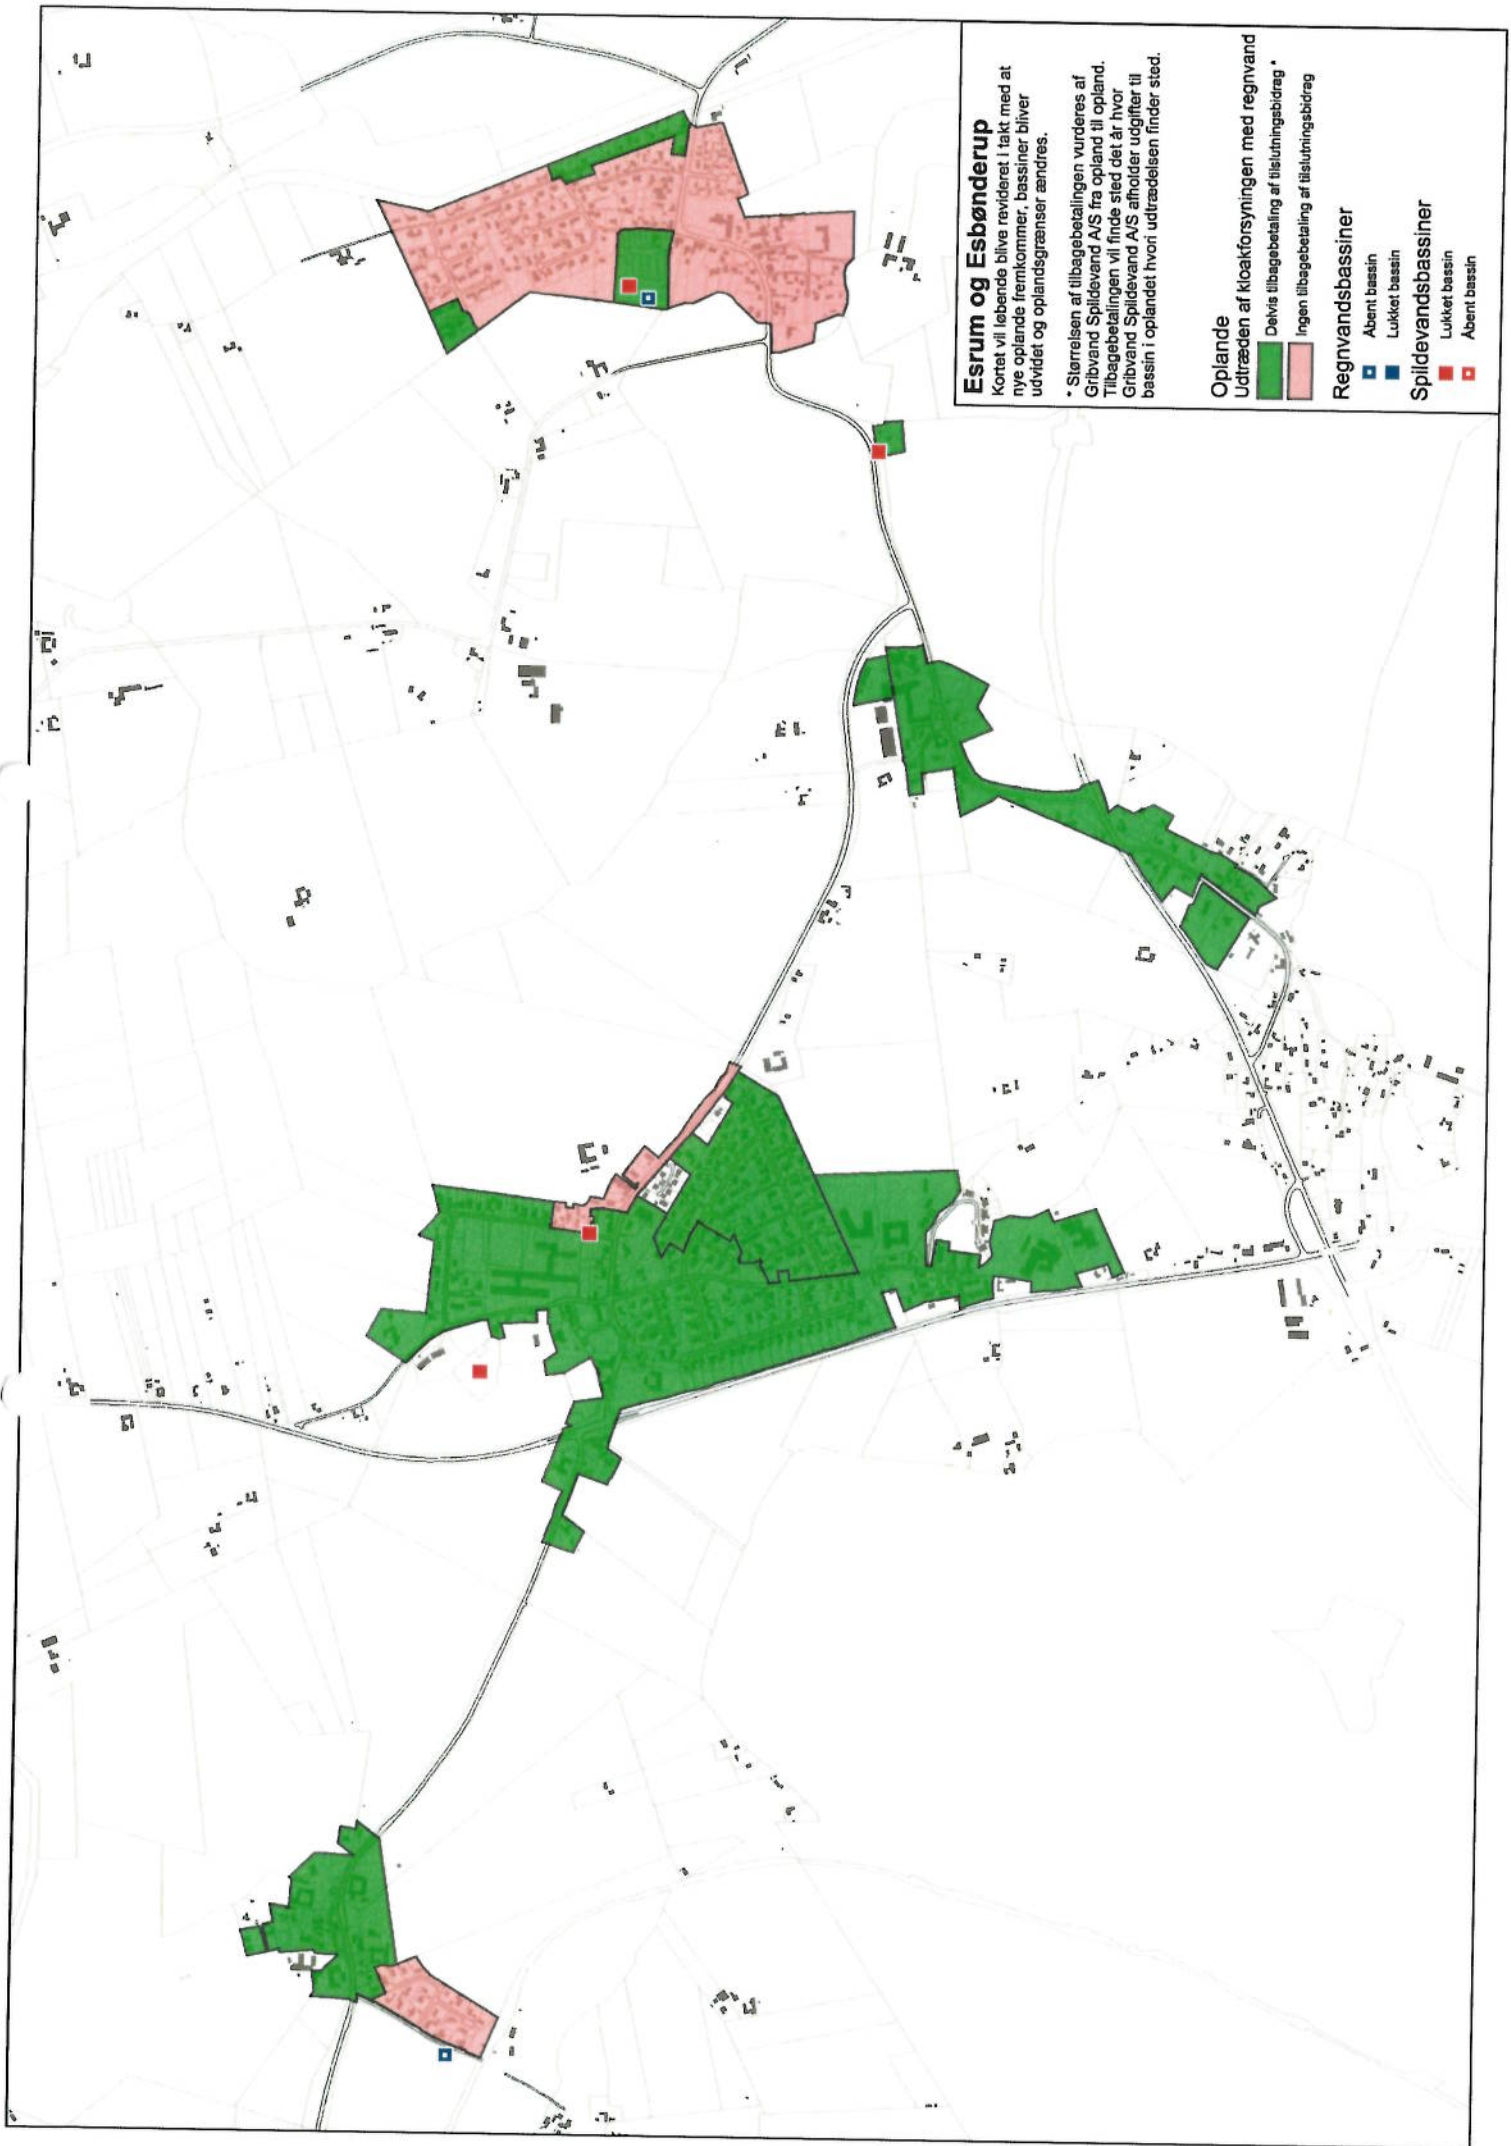 Esrum og Esbønderup
Kortet vil løbende blive revideret i takt med at
nye oplande fremkommer, bassiner bliver
udvidet og oplandsgrænser ændres.
* Størrelsen af tilbagebetalingen vurderes af
Gribvand Spildevand A/S fra opland til opland.
Tilbagebetalingen vil finde sted det år hvor
Gribvand Spildevand A/S afholder udgifter til
bassin i oplandet hvori udtrædelsen finder sted.
Oplande
Udtræden af kloakforsyningen med regnvand
Delvis tilbagebetaling af tilslutningsbidrag *
Ingen tilbagebetaling af tilslutningsbidrag
Regnvandsbassiner
Åbent bassin
Lukket bassin
Spildevandsbassiner
Lukket bassin
Åbent bassin